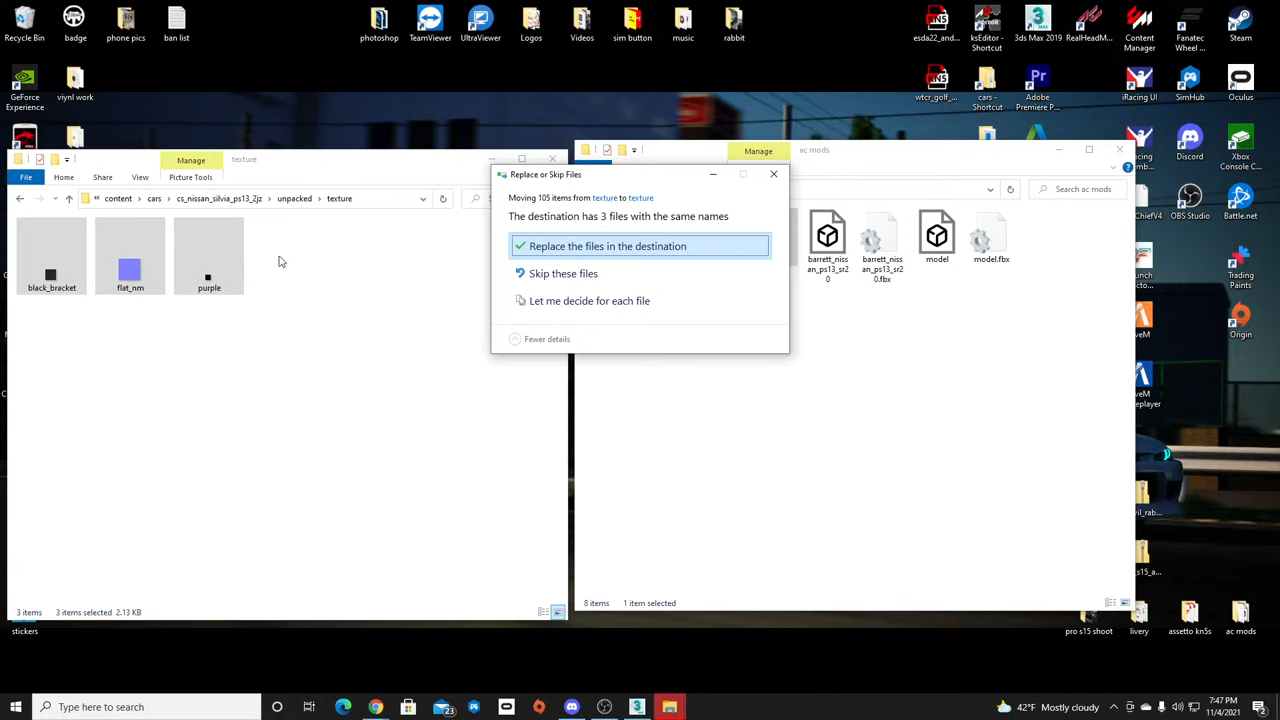 Recycle Bin
badge
phone pics
ban list
photoshop
TeamViewer
UltraViewer
Logos
Videos
sim button
music
rabbit
esda22_and...
ksEditor - Shortcut
3ds Max 2019
RealHeadM...
Content Manager
Fanatec Wheel ...
Steam
GeForce Experience
viynl work
wtcr_golf_...
cars - Shortcut
Adobe Premiere P...
iRacing UI
SimHub
Oculus
Manage
texture
File
Home
Share
View
Picture Tools
« content › cars › cs_nissan_silvia_ps13_2jz › unpacked › texture
black_bracket
flat_nm
purple
3 items
3 items selected 2.13 KB
Manage
ac mods
Search ac mods
barrett_nissan_ps13_sr20
barrett_nissan_ps13_sr20.fbx
model
model.fbx
8 items
1 item selected
Replace or Skip Files
Moving 105 items from texture to texture
The destination has 3 files with the same names
Replace the files in the destination
Skip these files
Let me decide for each file
Fewer details
Discord
Xbox Console C...
OBS Studio
Battle.net
Trading Paints
Origin
stickers
pro s15 shoot
livery
assetto kn5s
ac mods
Type here to search
23
42°F Mostly cloudy
7:47 PM
11/4/2021
2